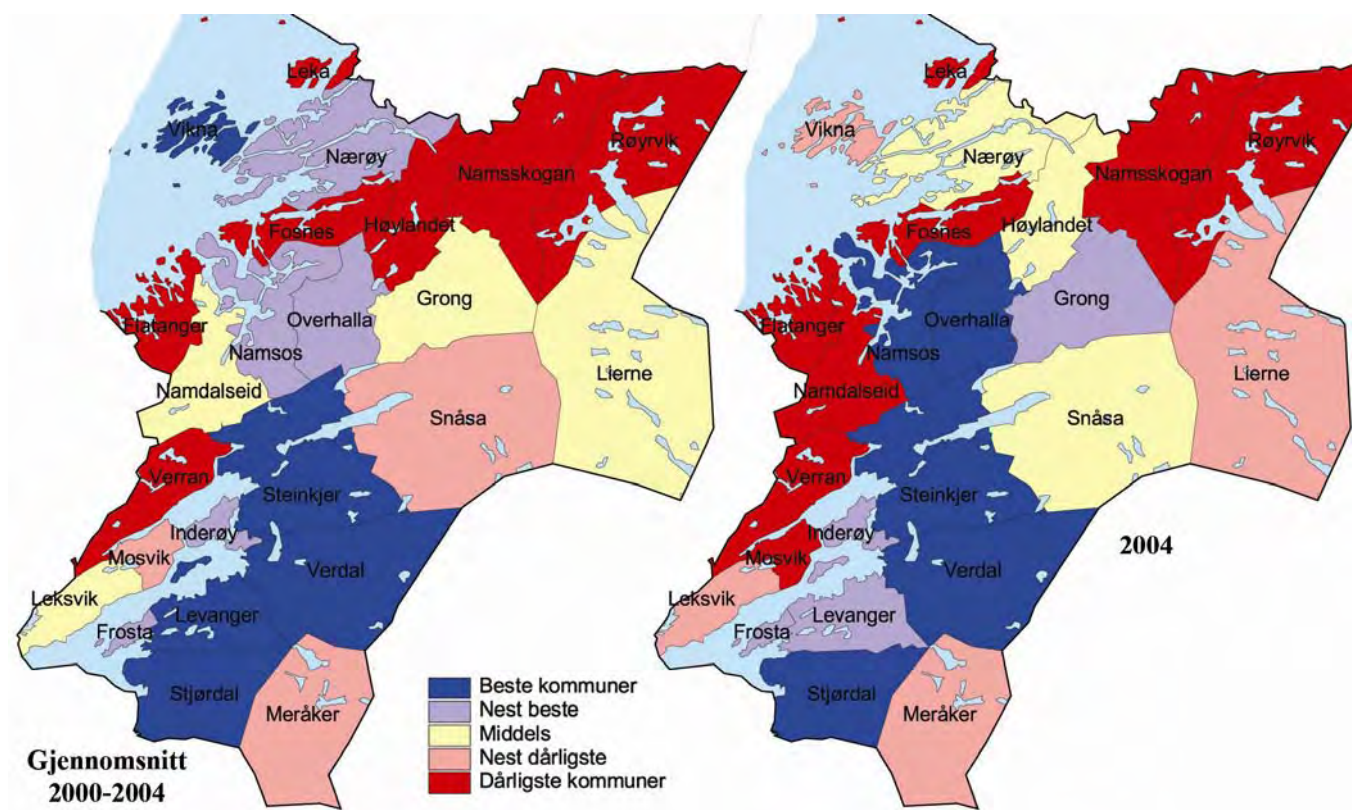 Leka
Vikna
Nærøy
Røyrvik
Namsskogan
Høylandet
Fosnes
Grong
Flatanger
Overhalla
Namsos
Lierne
Namdalseid
Snåsa
Verran
Steinkjer
Inderøy
Mosvik
Verdal
Leksvik
Levanger
Frosta
Stjørdal
Meråker
Gjennomsnitt
2000-2004
Beste kommuner
Nest beste
Middels
Nest dårligste
Dårligste kommuner
Leka
Vikna
Nærøy
Røyrvik
Namsskogan
Høylandet
Fosnes
Grong
Flatanger
Overhalla
Namsos
Lierne
Namdalseid
Snåsa
Verran
Steinkjer
Inderøy
Mosvik
Verdal
Leksvik
Levanger
Frosta
Stjørdal
Meråker
2004